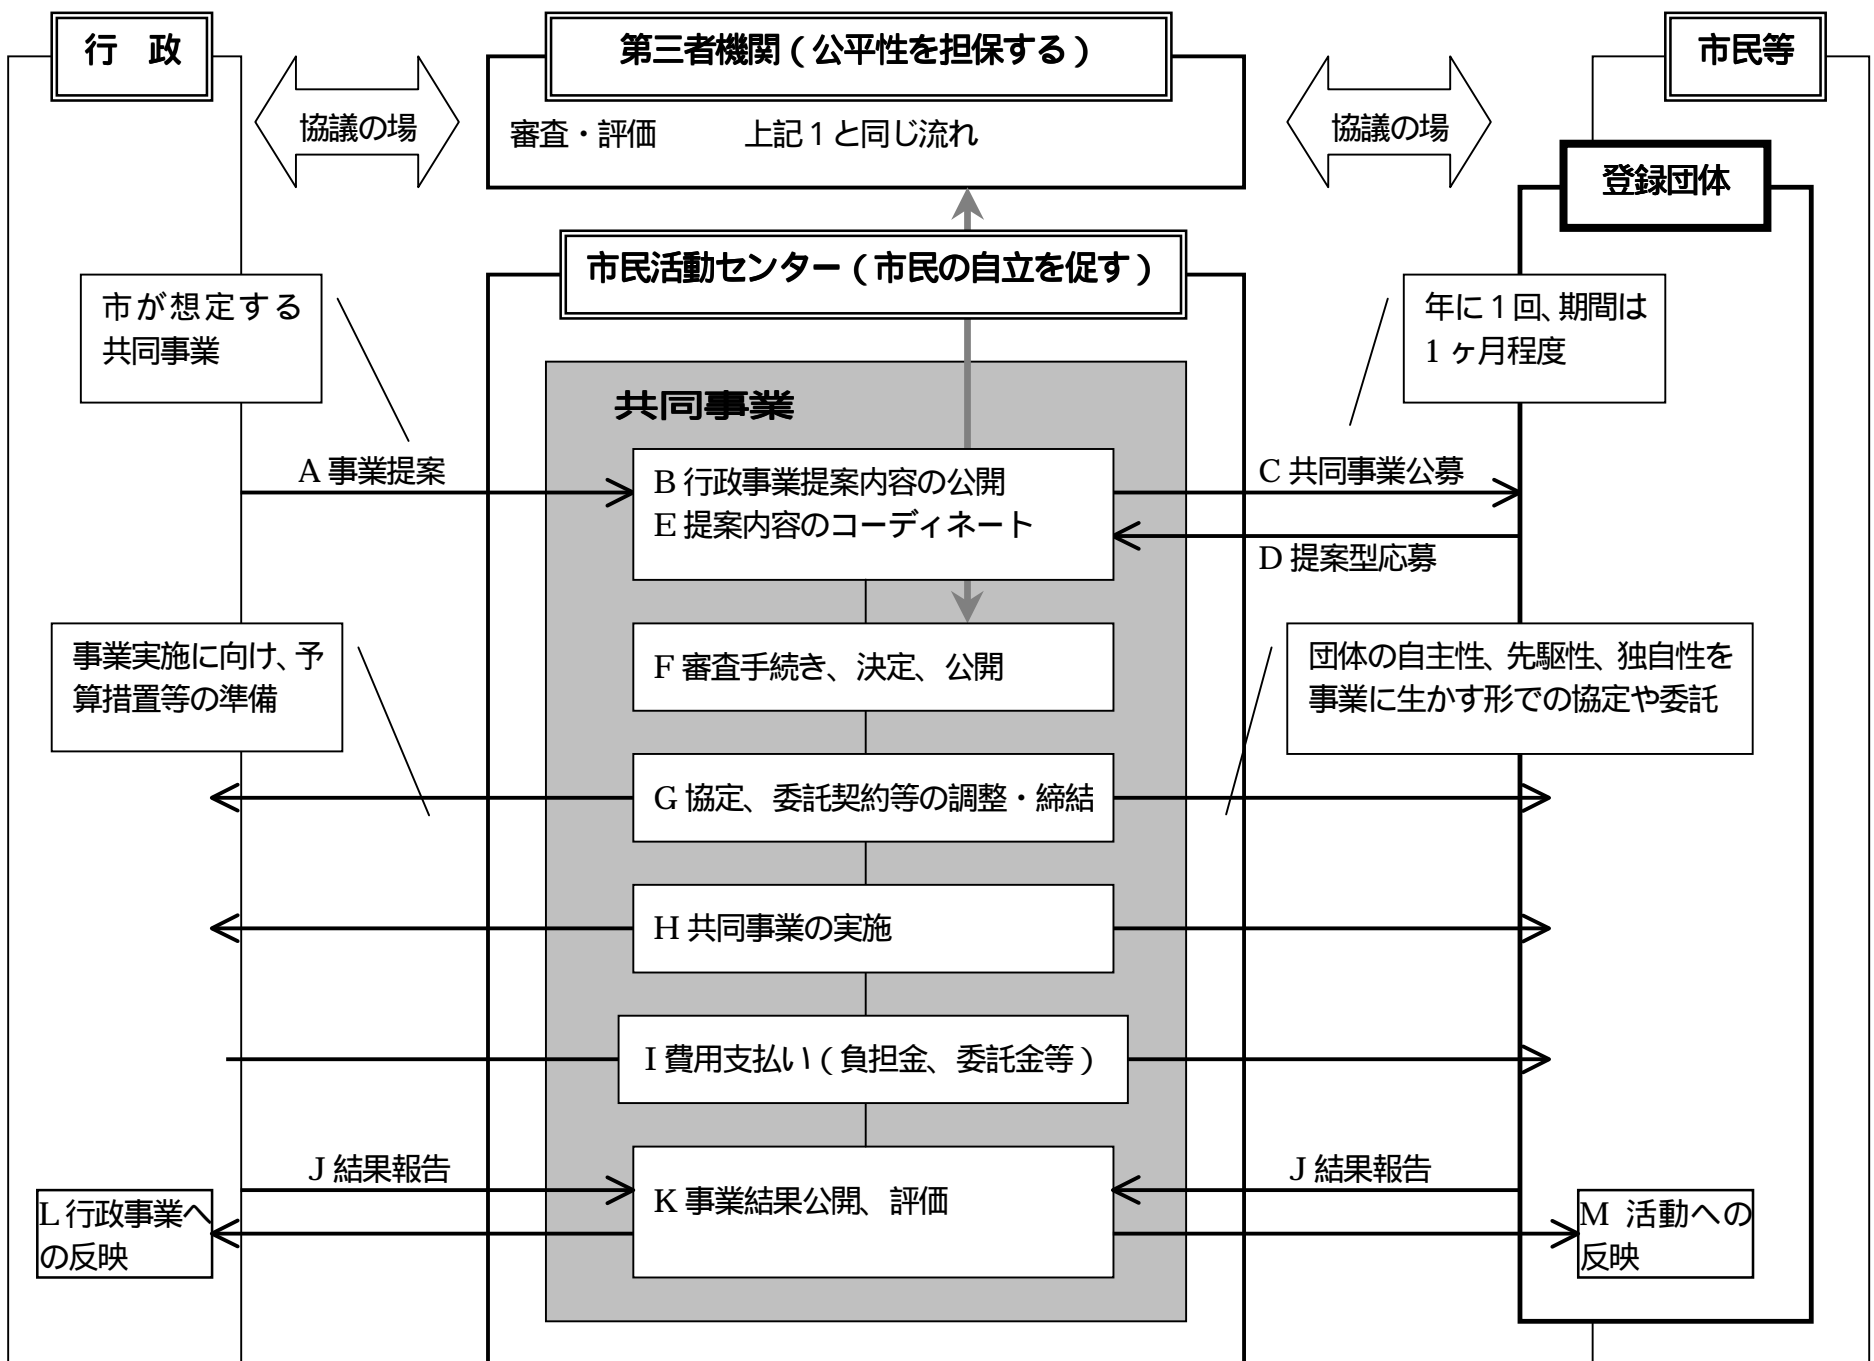 行　政
第三者機関（公平性を担保する）
市民等
協議の場
審査・評価　　　上記１と同じ流れ
協議の場
登録団体
市民活動センター（市民の自立を促す）
市が想定する
共同事業
年に１回、期間は
1 ヶ月程度
共同事業
A 事業提案
B 行政事業提案内容の公開
E 提案内容のコーディネート
C 共同事業公募
D 提案型応募
事業実施に向け、予
算措置等の準備
F 審査手続き、決定、公開
団体の自主性、先駆性、独自性を
事業に生かす形での協定や委託
G 協定、委託契約等の調整・締結
H 共同事業の実施
I 費用支払い（負担金、委託金等）
J 結果報告
J 結果報告
K 事業結果公開、評価
L 行政事業へ
の反映
M 活動への
反映